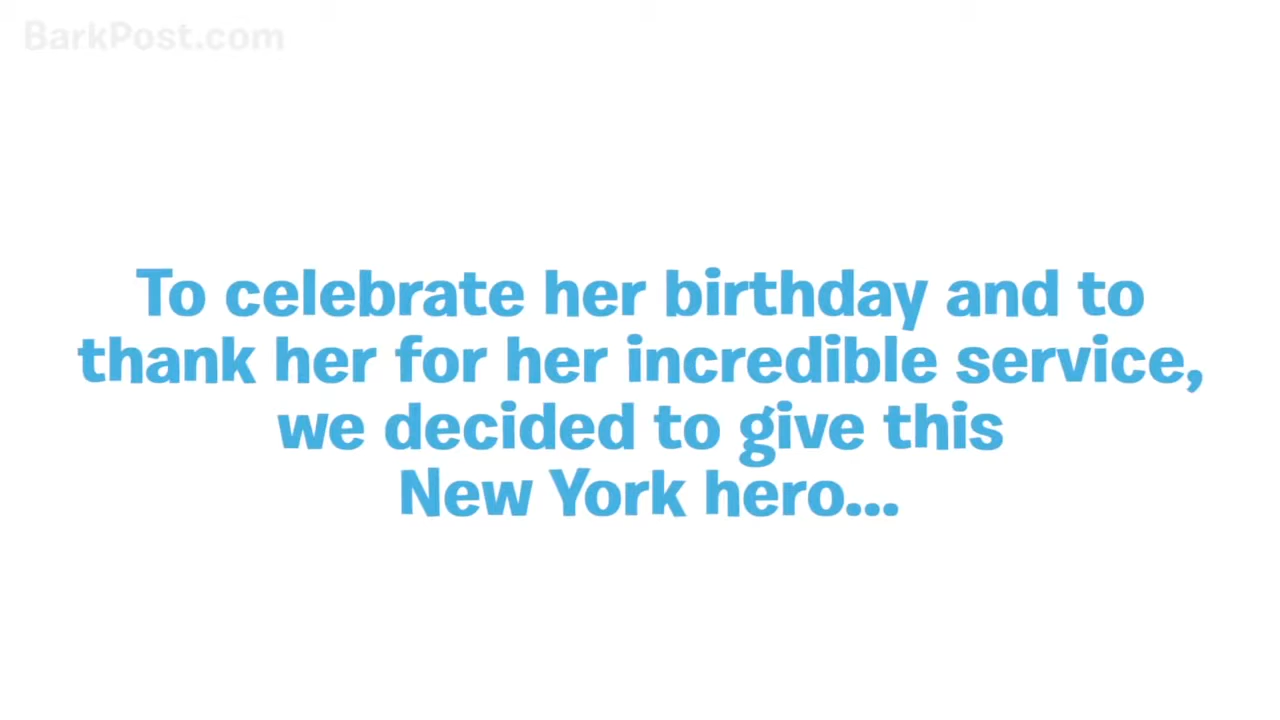 BarkPost.com
To celebrate her birthday and to
thank her for her incredible service,
we decided to give this
New York hero...